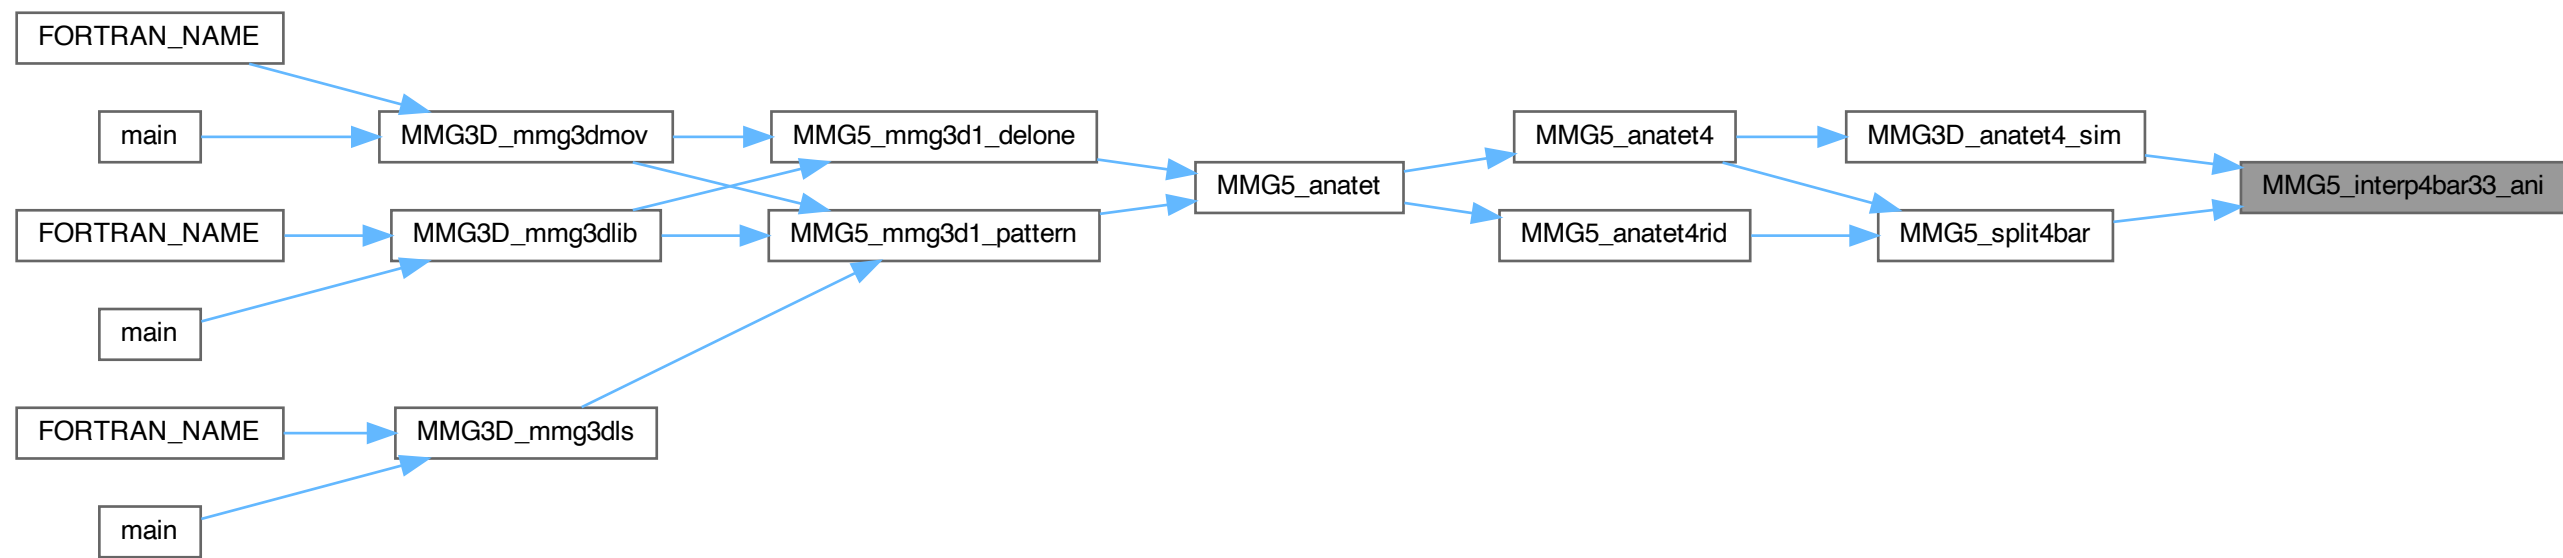 FORTRAN_NAME
main
MMG3D_mmg3dmov
MMG5_mmg3d1_delone
MMG5_anatet4
MMG3D_anatet4_sim
MMG5_anatet
MMG5_interp4bar33_ani
FORTRAN_NAME
MMG3D_mmg3dlib
MMG5_mmg3d1_pattern
MMG5_anatet4rid
MMG5_split4bar
main
FORTRAN_NAME
MMG3D_mmg3dls
main